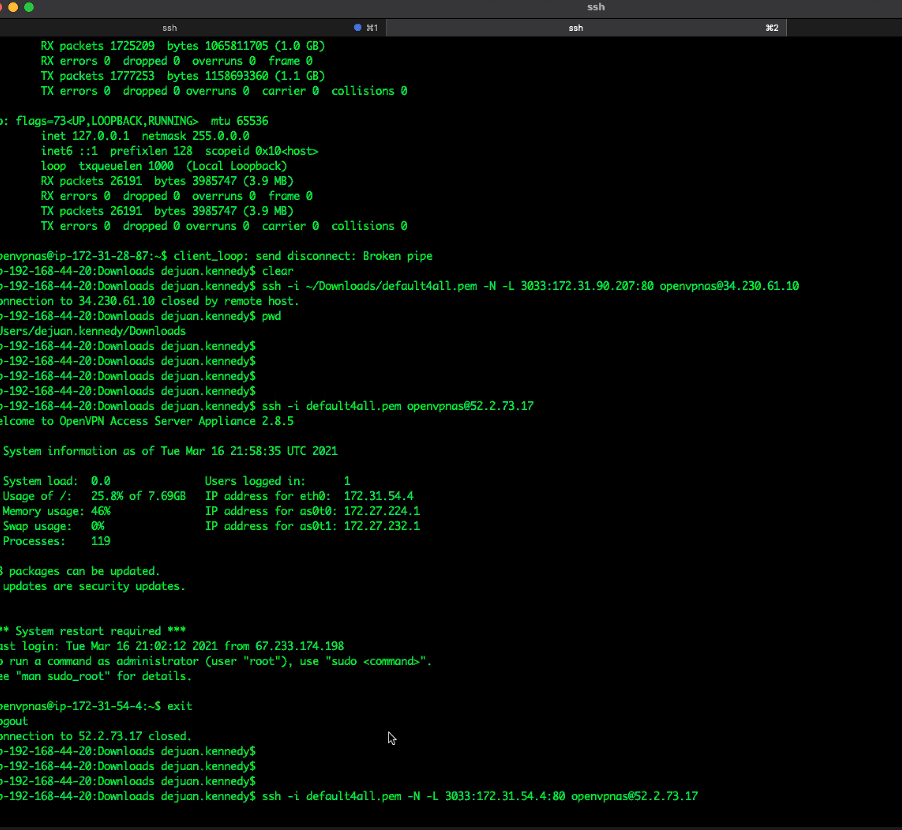 ssh
ssh ⌘1 ssh ⌘2
RX packets 1725209 bytes 1065811705 (1.0 GB)
RX errors 0 dropped 0 overruns 0 frame 0
TX packets 1777253 bytes 1158693360 (1.1 GB)
TX errors 0 dropped 0 overruns 0 carrier 0 collisions 0
o: flags=73<UP,LOOPBACK,RUNNING> mtu 65536
inet 127.0.0.1 netmask 255.0.0.0
inet6 ::1 prefixlen 128 scopeid 0x10<host>
loop txqueuelen 1000 (Local Loopback)
RX packets 26191 bytes 3985747 (3.9 MB)
RX errors 0 dropped 0 overruns 0 frame 0
TX packets 26191 bytes 3985747 (3.9 MB)
TX errors 0 dropped 0 overruns 0 carrier 0 collisions 0
penvpnas@ip-172-31-28-87:~$ client_loop: send disconnect: Broken pipe
p-192-168-44-20:Downloads dejuan.kennedy$ clear
p-192-168-44-20:Downloads dejuan.kennedy$ ssh -i ~/Downloads/default4all.pem -N -L 3033:172.31.90.207:80 openvpnas@34.230.61.10
onnection to 34.230.61.10 closed by remote host.
p-192-168-44-20:Downloads dejuan.kennedy$ pwd
Users/dejuan.kennedy/Downloads
p-192-168-44-20:Downloads dejuan.kennedy$
p-192-168-44-20:Downloads dejuan.kennedy$
p-192-168-44-20:Downloads dejuan.kennedy$
p-192-168-44-20:Downloads dejuan.kennedy$
p-192-168-44-20:Downloads dejuan.kennedy$ ssh -i default4all.pem openvpnas@52.2.73.17
elcome to OpenVPN Access Server Appliance 2.8.5
System information as of Tue Mar 16 21:58:35 UTC 2021
System load: 0.0 Users logged in: 1
Usage of /: 25.8% of 7.69GB IP address for eth0: 172.31.54.4
Memory usage: 46% IP address for as0t0: 172.27.224.1
Swap usage: 0% IP address for as0t1: 172.27.232.1
Processes: 119
packages can be updated.
updates are security updates.
** System restart required ***
ast login: Tue Mar 16 21:02:12 2021 from 67.233.174.198
o run a command as administrator (user "root"), use "sudo <command>".
ee "man sudo_root" for details.
penvpnas@ip-172-31-54-4:~$ exit
ogout
onnection to 52.2.73.17 closed.
p-192-168-44-20:Downloads dejuan.kennedy$
p-192-168-44-20:Downloads dejuan.kennedy$
p-192-168-44-20:Downloads dejuan.kennedy$
p-192-168-44-20:Downloads dejuan.kennedy$ ssh -i default4all.pem -N -L 3033:172.31.54.4:80 openvpnas@52.2.73.17